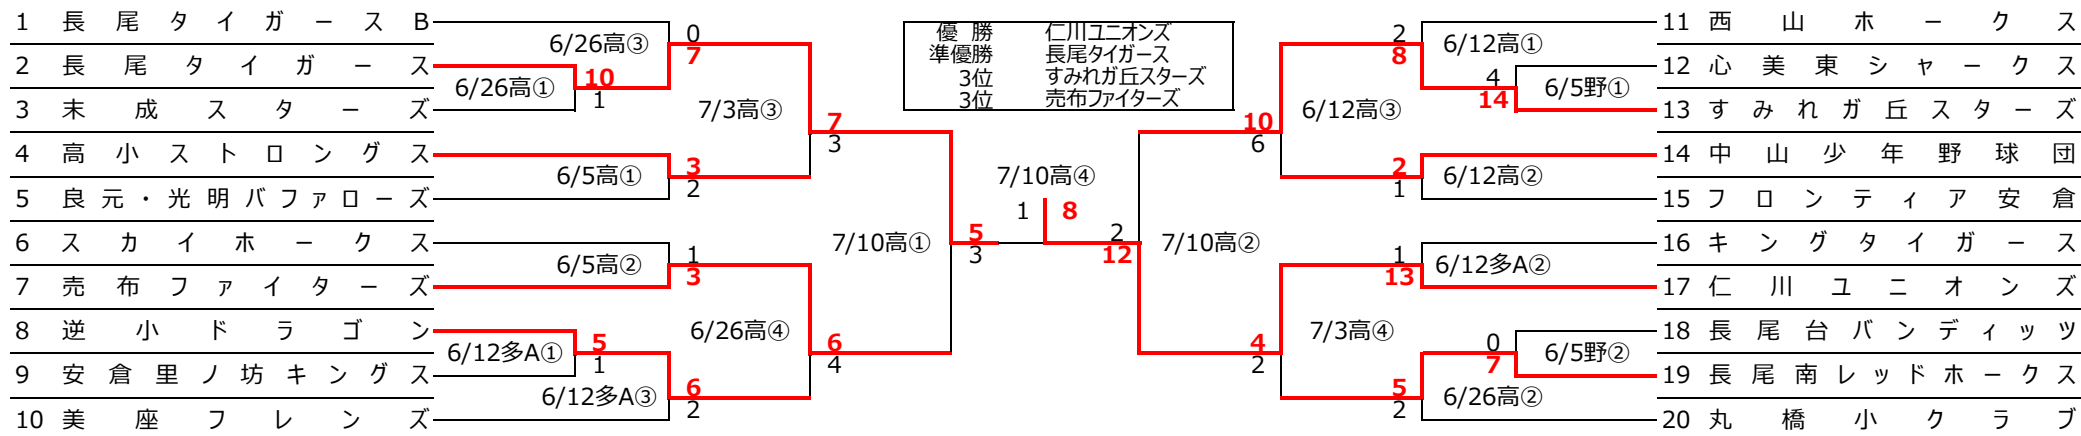 1 長尾タイガースB
2 長尾タイガース
3 末成スターズ
4 高小ストロングス
5 良元・光明バファローズ
6 スカイホークス
7 売布ファイターズ
8 逆小ドラゴン
9 安倉里ノ坊キングス
10 美座フレンズ
6/26高③
0
7
6/26高①
10
1
7/3高③
7
3
6/5高①
3
2
6/5高②
1
3
6/12多A①
5
1
6/12多A③
6
2
6/26高④
6
4
7/10高①
5
3
優勝 仁川ユニオンズ
準優勝 長尾タイガース
3位 すみれガ丘スターズ
3位 売布ファイターズ
7/10高④
1 8
2
12
7/10高②
10
6
6/12高③
2
8
6/12高①
4
14
6/5野①
2
1
6/12高②
1
13
6/12多A②
4
2
7/3高④
0
7
6/5野②
5
2
6/26高②
11 西山ホークス
12 心美東シャークス
13 すみれガ丘スターズ
14 中山少年野球団
15 フロンティア安倉
16 キングタイガース
17 仁川ユニオンズ
18 長尾台バンディッツ
19 長尾南レッドホークス
20 丸橋小クラブ